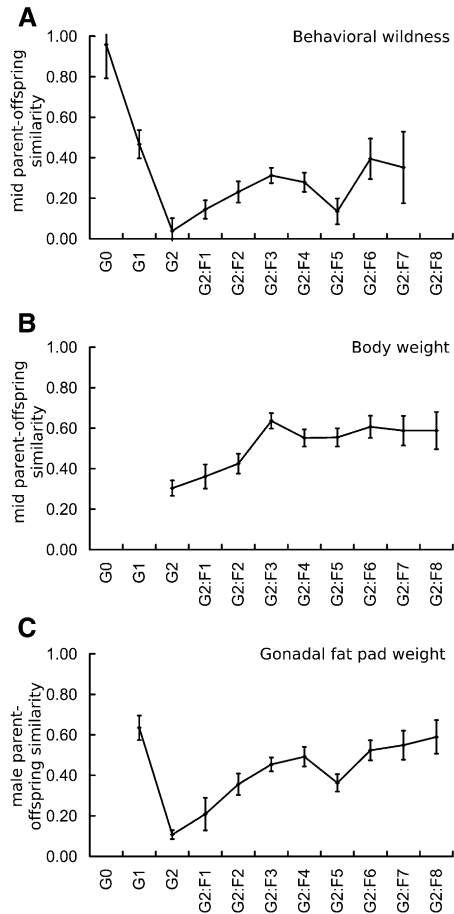 A
Behavioral wildness
mid parent-offspring
similarity
1.00
0.80
0.60
0.40
0.20
0.00
G0
G1
G2
G2:F1
G2:F2
G2:F3
G2:F4
G2:F5
G2:F6
G2:F7
G2:F8
B
Body weight
mid parent-offspring
similarity
1.00
0.80
0.60
0.40
0.20
0.00
G0
G1
G2
G2:F1
G2:F2
G2:F3
G2:F4
G2:F5
G2:F6
G2:F7
G2:F8
C
Gonadal fat pad weight
male parent-
offspring similarity
1.00
0.80
0.60
0.40
0.20
0.00
G0
G1
G2
G2:F1
G2:F2
G2:F3
G2:F4
G2:F5
G2:F6
G2:F7
G2:F8